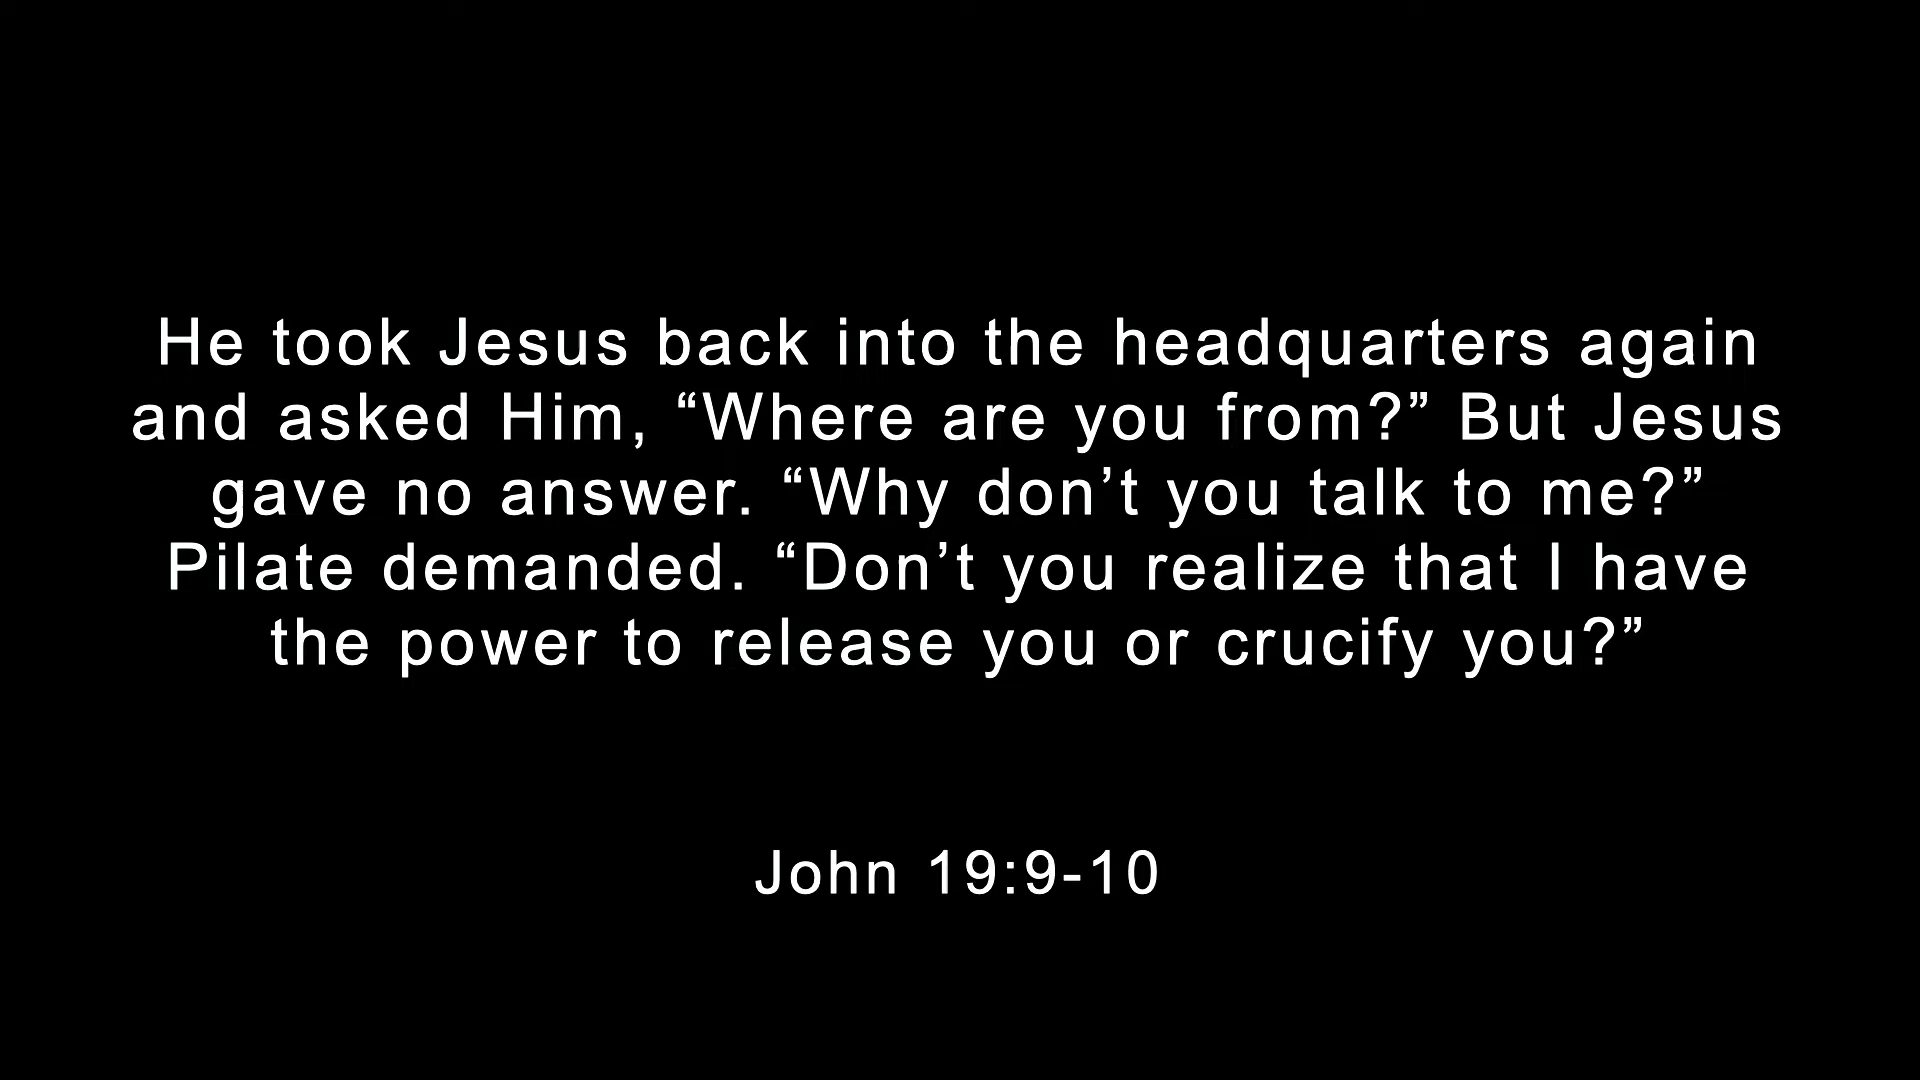 He took Jesus back into the headquarters again
and asked Him, “Where are you from?” But Jesus
gave no answer. “Why don’t you talk to me?”
Pilate demanded. “Don’t you realize that I have
the power to release you or crucify you?”
John 19:9-10